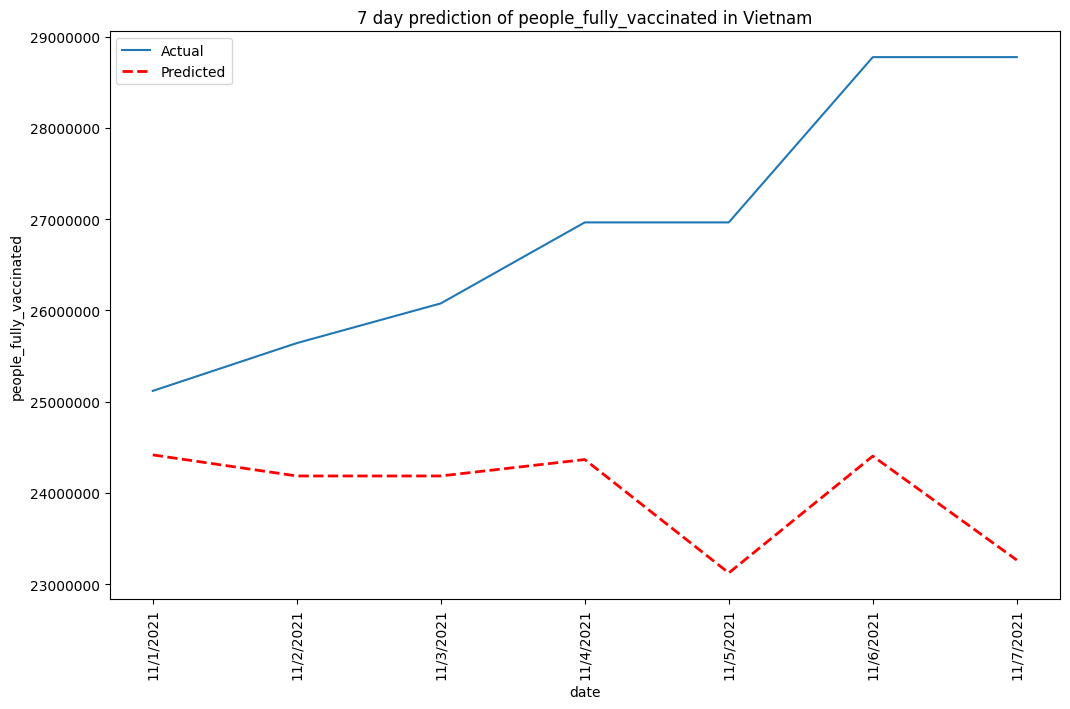 7 day prediction of people_fully_vaccinated in Vietnam
Actual
Predicted
29000000
28000000
27000000
26000000
25000000
24000000
23000000
people_fully_vaccinated
11/1/2021
11/2/2021
11/3/2021
11/4/2021
11/5/2021
11/6/2021
11/7/2021
date